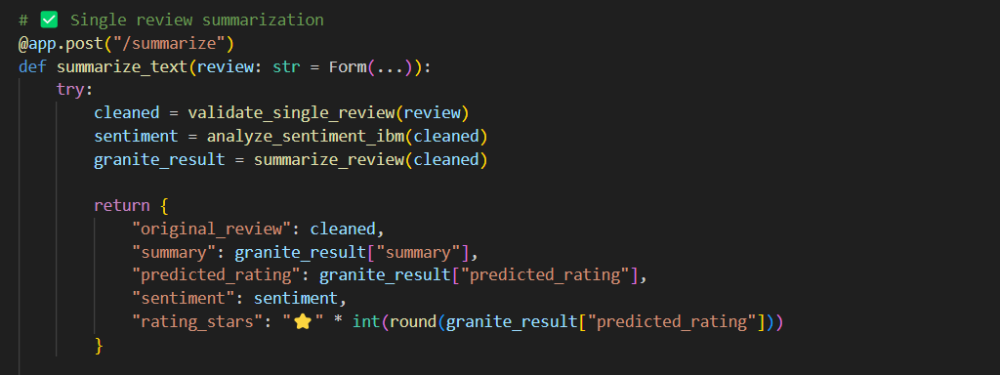 # ✅ Single review summarization
@app.post("/summarize")
def summarize_text(review: str = Form(...)):
    try:
        cleaned = validate_single_review(review)
        sentiment = analyze_sentiment_ibm(cleaned)
        granite_result = summarize_review(cleaned)

        return {
            "original_review": cleaned,
            "summary": granite_result["summary"],
            "predicted_rating": granite_result["predicted_rating"],
            "sentiment": sentiment,
            "rating_stars": "⭐" * int(round(granite_result["predicted_rating"]))
        }